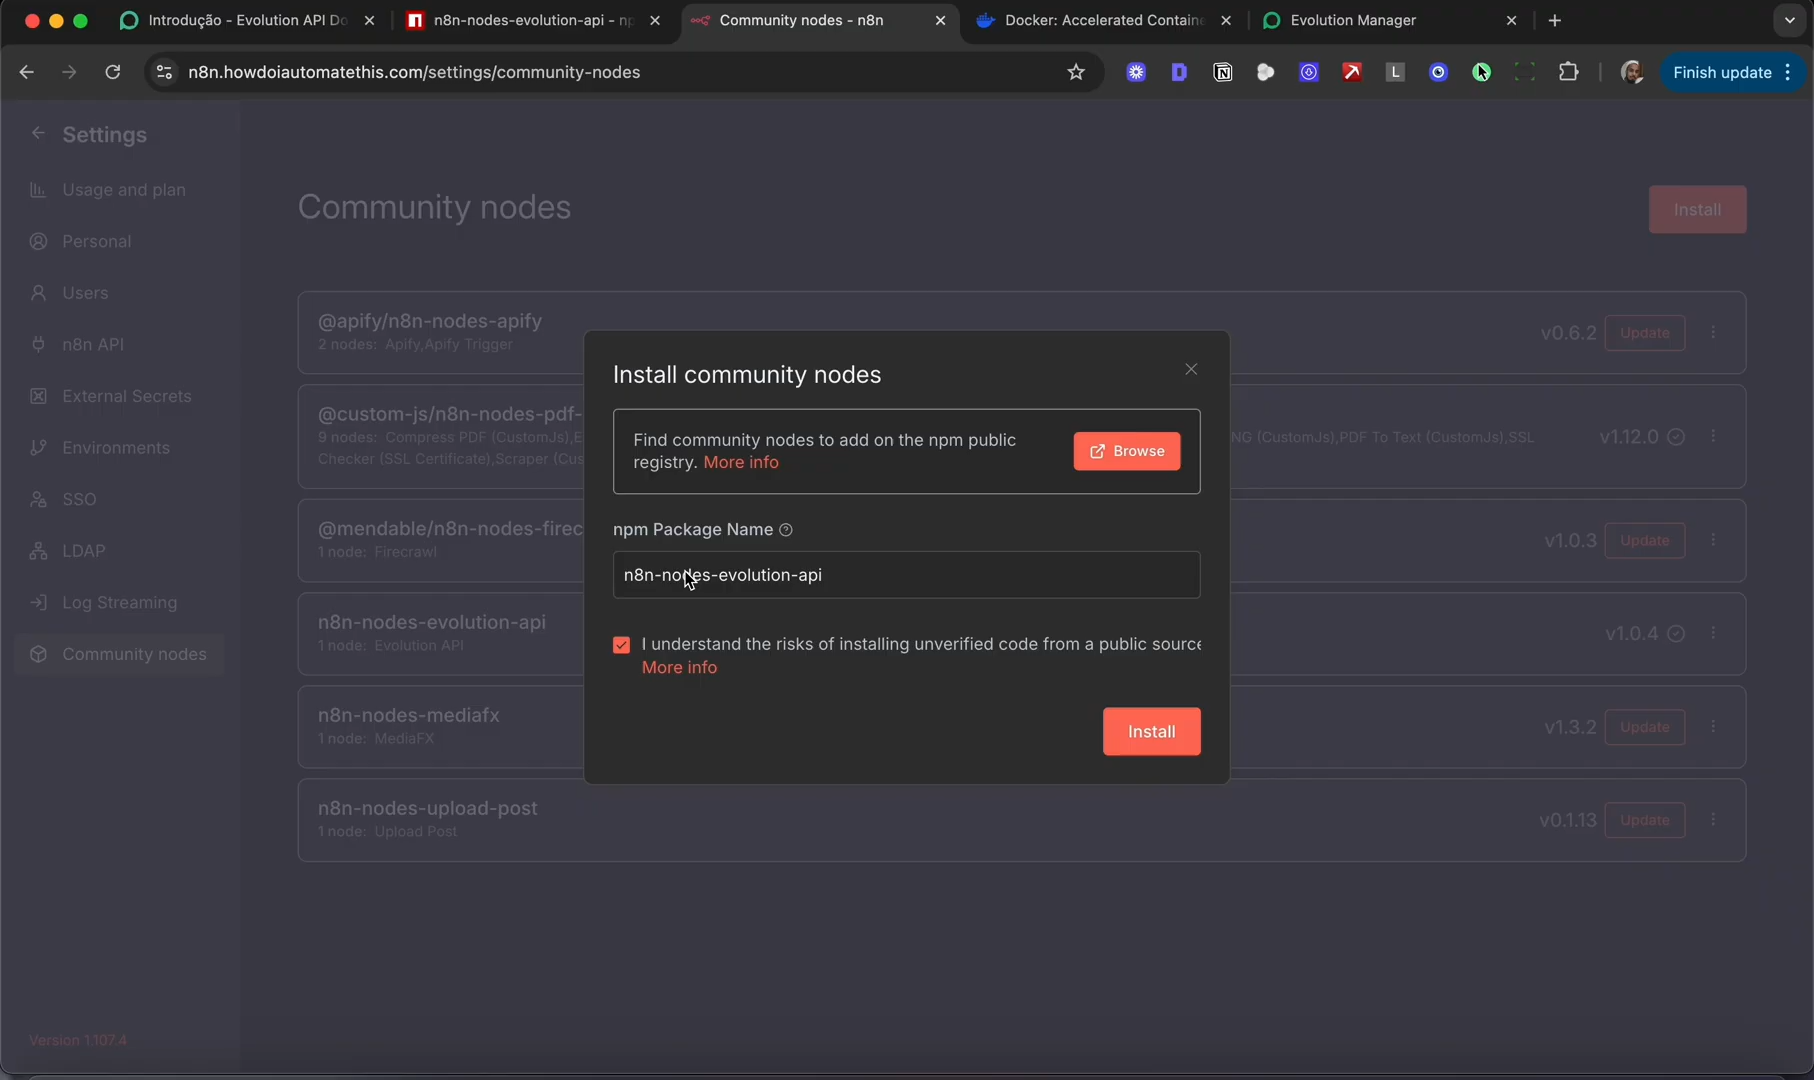 Introdução - Evolution API Do
n8n-nodes-evolution-api - np
Community nodes - n8n
Docker: Accelerated Containe
Evolution Manager
n8n.howdoiautomatethis.com/settings/community-nodes
L
Finish update
Settings
Usage and plan
Personal
Users
n8n API
External Secrets
Environments
SSO
LDAP
Log Streaming
Community nodes
Version 1.107.4
Community nodes
Install
@apify/n8n-nodes-apify
2 nodes: Apify,Apify Trigger
v0.6.2 Update
@custom-js/n8n-nodes-pdf-
9 nodes: Compress PDF (CustomJs),E
NG (CustomJs),PDF To Text (CustomJs),SSL
Checker (SSL Certificate),Scraper (Cus
v1.12.0
@mendable/n8n-nodes-firec
1 node: Firecrawl
v1.0.3 Update
n8n-nodes-evolution-api
1 node: Evolution API
v1.0.4
n8n-nodes-mediafx
1 node: MediaFX
v1.3.2 Update
n8n-nodes-upload-post
1 node: Upload Post
v0.1.13 Update
Install community nodes
Find community nodes to add on the npm public
registry. More info
Browse
npm Package Name
n8n-nodes-evolution-api
I understand the risks of installing unverified code from a public source
More info
Install